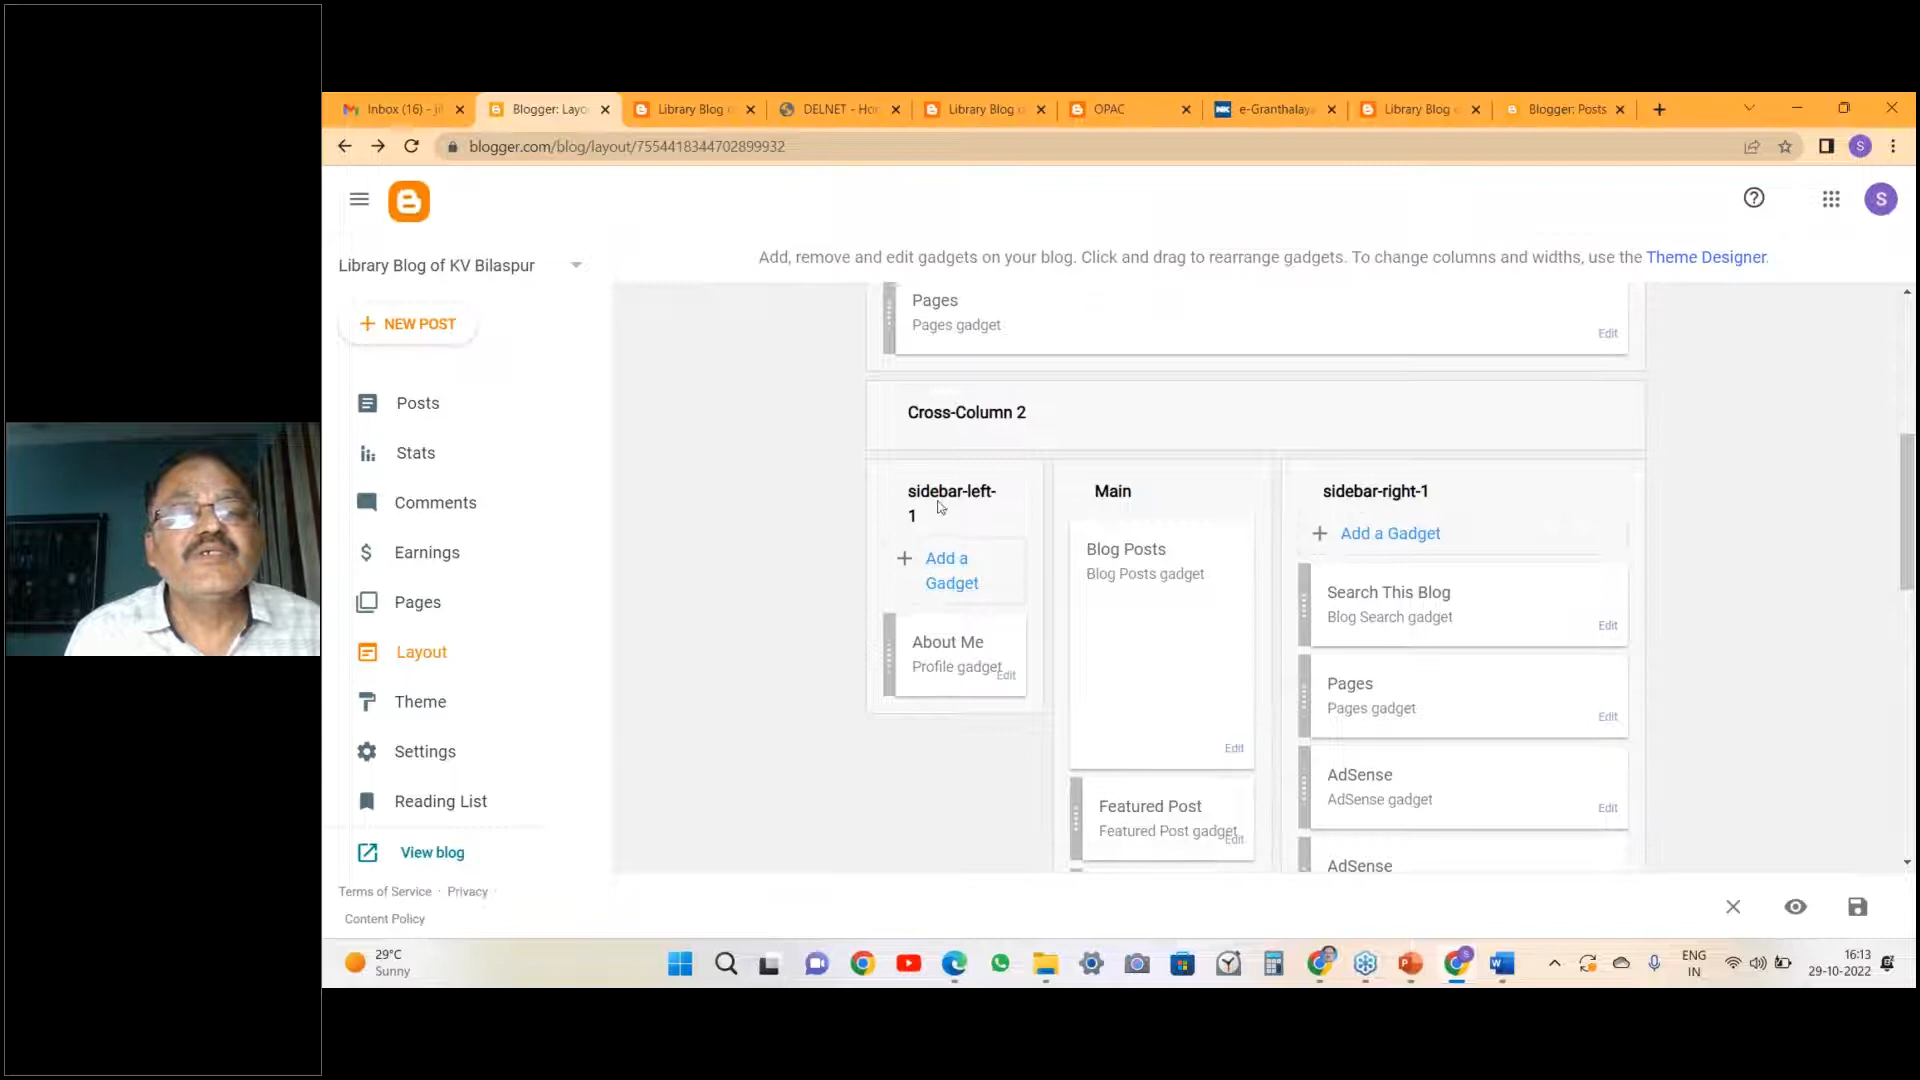 Inbox (16) - ji
Blogger: Layo
Library Blog o
DELNET - Ho
Library Blog o
OPAC
e-Granthalay
Library Blog o
Blogger: Posts
blogger.com/blog/layout/7554418344702899932
S
S
Library Blog of KV Bilaspur
Add, remove and edit gadgets on your blog. Click and drag to rearrange gadgets. To change columns and widths, use the Theme Designer.
NEW POST
Posts
Stats
Comments
Earnings
Pages
Layout
Theme
Settings
Reading List
View blog
Terms of Service · Privacy ·
Content Policy
Pages
Pages gadget
Edit
Cross-Column 2
sidebar-left-
1
Add a
Gadget
About Me
Profile gadget
Edit
Main
Blog Posts
Blog Posts gadget
Edit
Featured Post
Featured Post gadget
Edit
sidebar-right-1
Add a Gadget
Search This Blog
Blog Search gadget
Edit
Pages
Pages gadget
Edit
AdSense
AdSense gadget
Edit
AdSense
29°C
Sunny
ENG
IN
16:13
29-10-2022